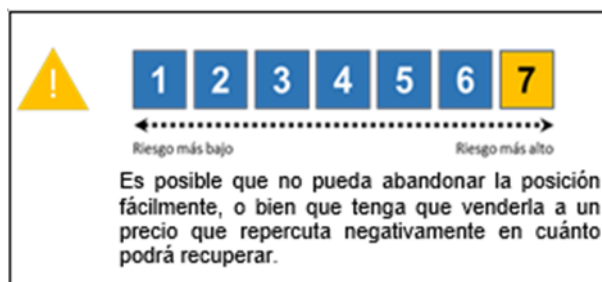 !
1 2 3 4 5 6 7
Riesgo más bajo Riesgo más alto
Es posible que no pueda abandonar la posición
fácilmente, o bien que tenga que venderla a un
precio que repercuta negativamente en cuánto
podrá recuperar.